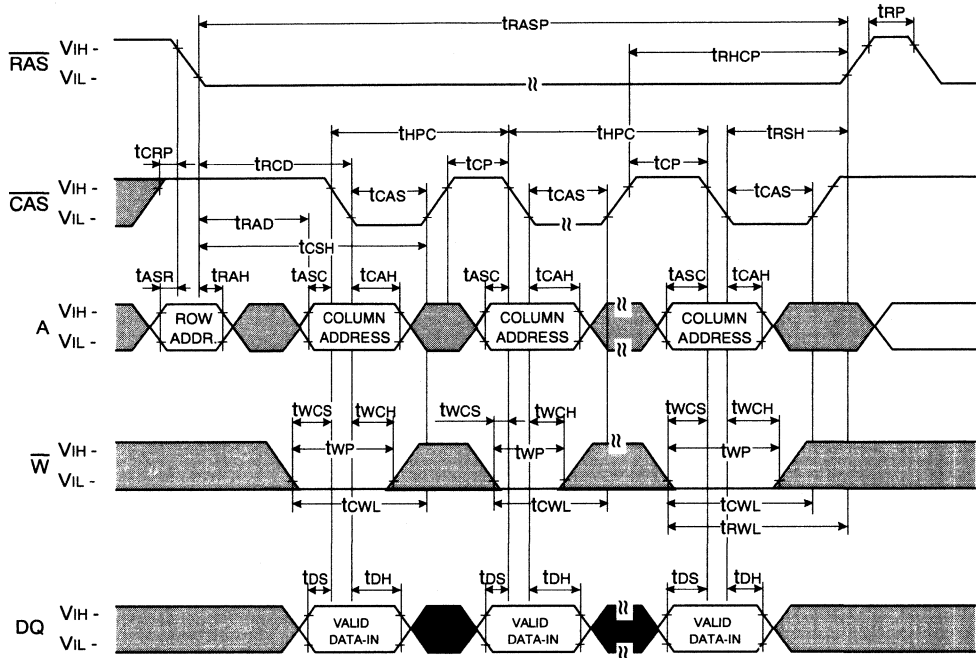 tRASP
tRP
VIH -
RAS
tRHCP
VIL -
tHPC
tHPC
tRSH
tCRP
tRCD
tCP
tCP
VIH -
CAS
tCAS
tCAS
tCAS
VIL -
tRAD
tCSH
tASR
tRAH
tASC
tCAH
tASC
tCAH
tASC
tCAH
VIH -
A
ROW
ADDR.
COLUMN
ADDRESS
COLUMN
ADDRESS
COLUMN
ADDRESS
VIL -
tWCS
tWCH
tWCS
tWCH
tWCS
tWCH
VIH -
W
tWP
tWP
tWP
VIL -
tCWL
tCWL
tCWL
tRWL
tDS
tDH
tDS
tDH
tDS
tDH
VIH -
DQ
VALID
DATA-IN
VALID
DATA-IN
VALID
DATA-IN
VIL -